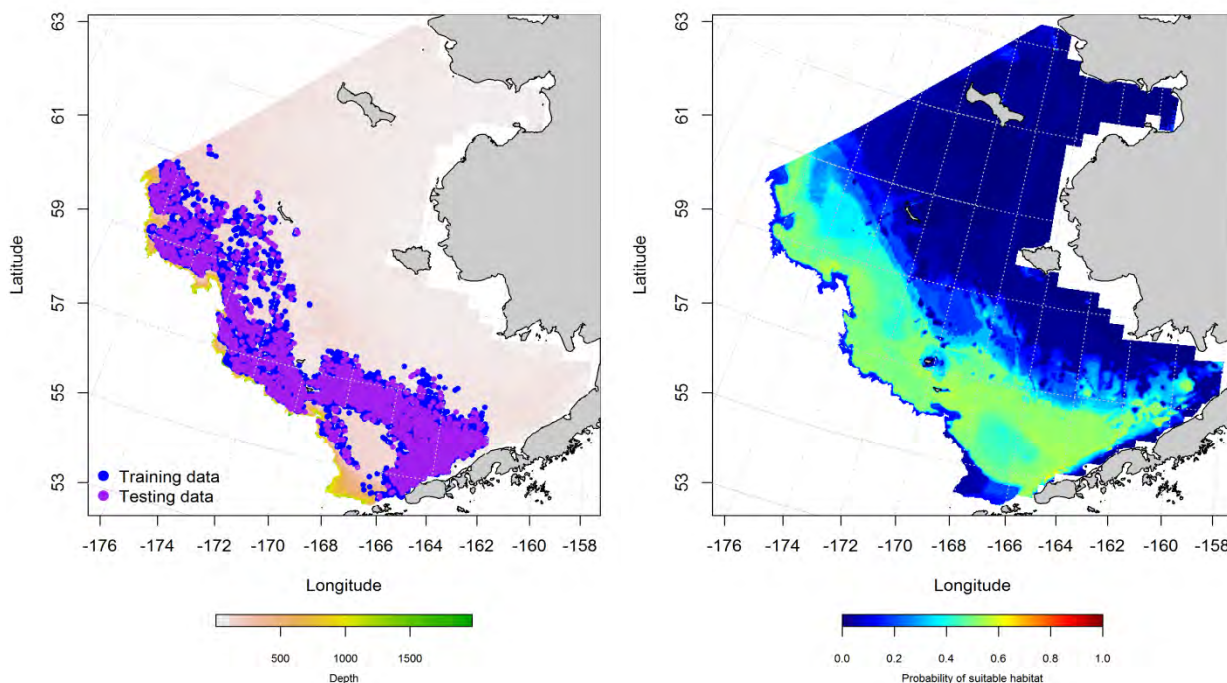 63
61
59
57
55
53
Latitude
Training data
Testing data
-176 -174 -172 -170 -168 -166 -164 -162 -160 -158
Longitude
500 1000 1500
Depth
63
61
59
57
55
53
Latitude
-176 -174 -172 -170 -168 -166 -164 -162 -160 -158
Longitude
0.0 0.2 0.4 0.6 0.8 1.0
Probability of suitable habitat